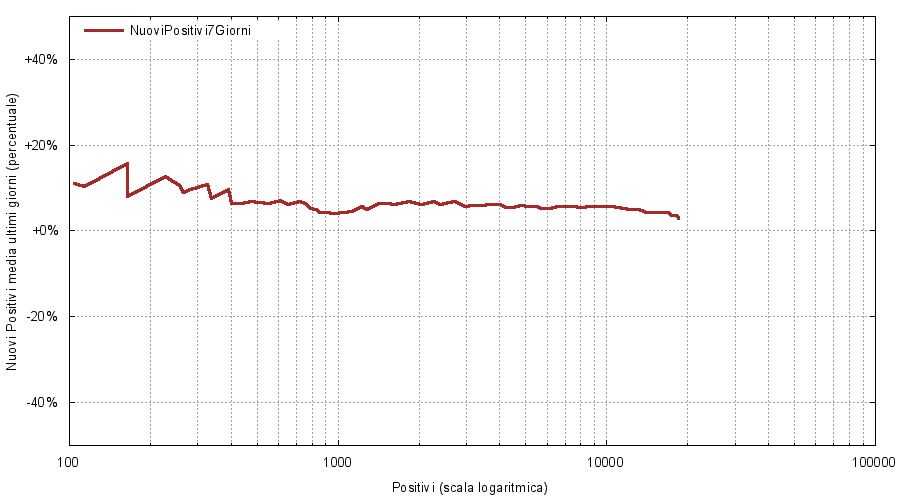 NuoviPositivi7Giorni
+40%
+20%
+0%
-20%
-40%
Nuovi Positivi media ultimi giorni (percentuale)
100 1000 10000 100000
Positivi (scala logaritmica)